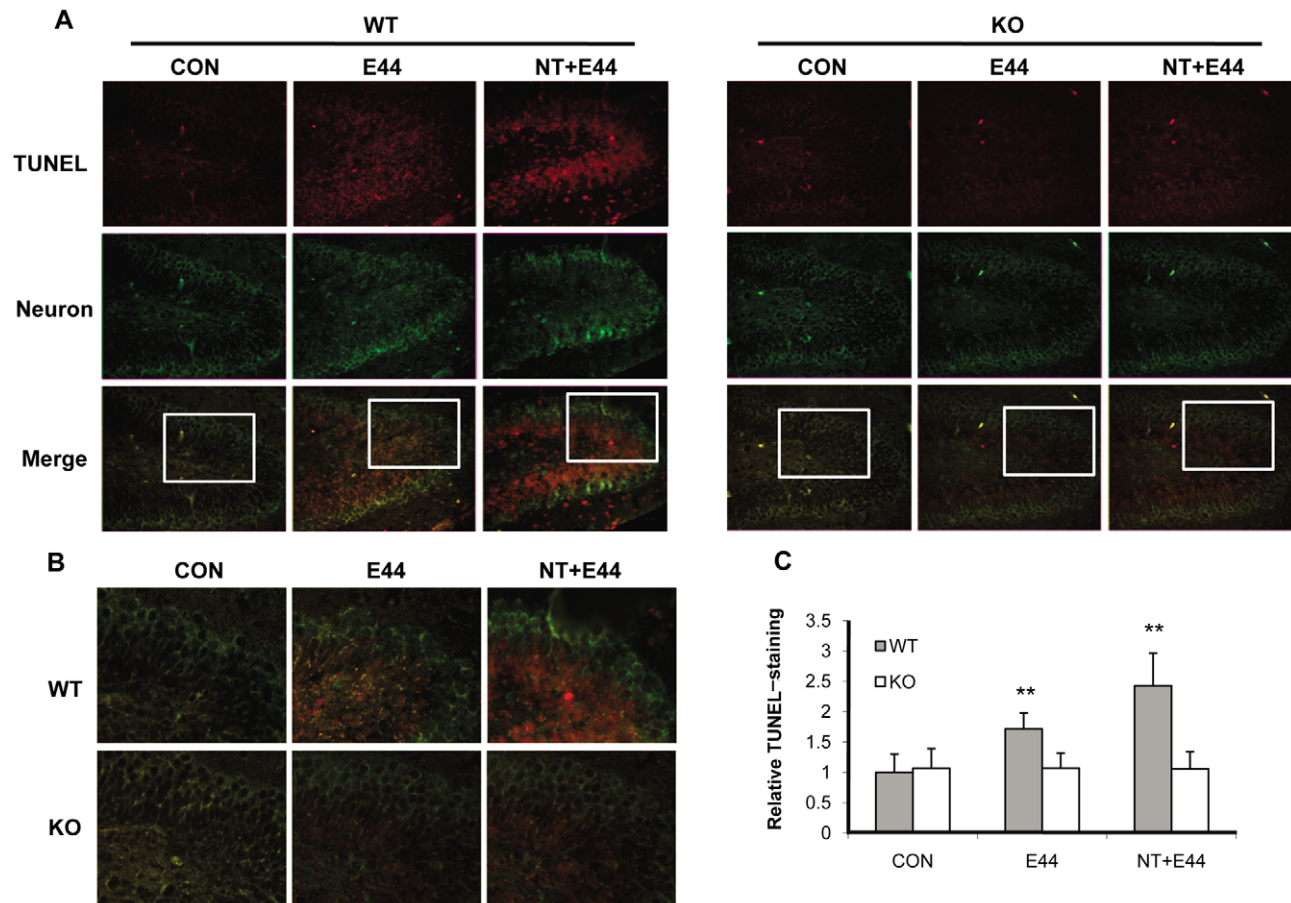 A
WT
KO
CON E44 NT+E44
CON E44 NT+E44
TUNEL
Neuron
Merge
B
CON E44 NT+E44
WT
KO
C
Relative TUNEL–staining
3.5
3
2.5
2
1.5
1
0.5
0
WT
KO
**
**
CON E44 NT+E44